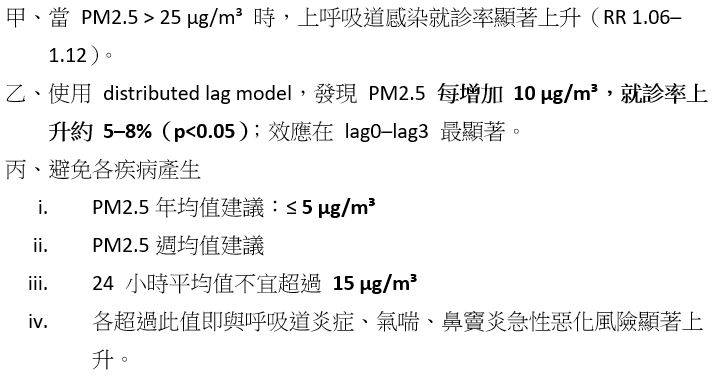 甲、當 PM2.5 > 25 µg/m³ 時，上呼吸道感染就診率顯著上升（RR 1.06–
1.12）。
乙、使用 distributed lag model，發現 PM2.5 每增加 10 µg/m³，就診率上
升約 5–8%（p<0.05）；效應在 lag0–lag3 最顯著。
丙、避免各疾病產生
i. PM2.5 年均值建議：≤ 5 µg/m³
ii. PM2.5 週均值建議
iii. 24 小時平均值不宜超過 15 µg/m³
iv. 各超過此值即與呼吸道炎症、氣喘、鼻竇炎急性惡化風險顯著上
升。